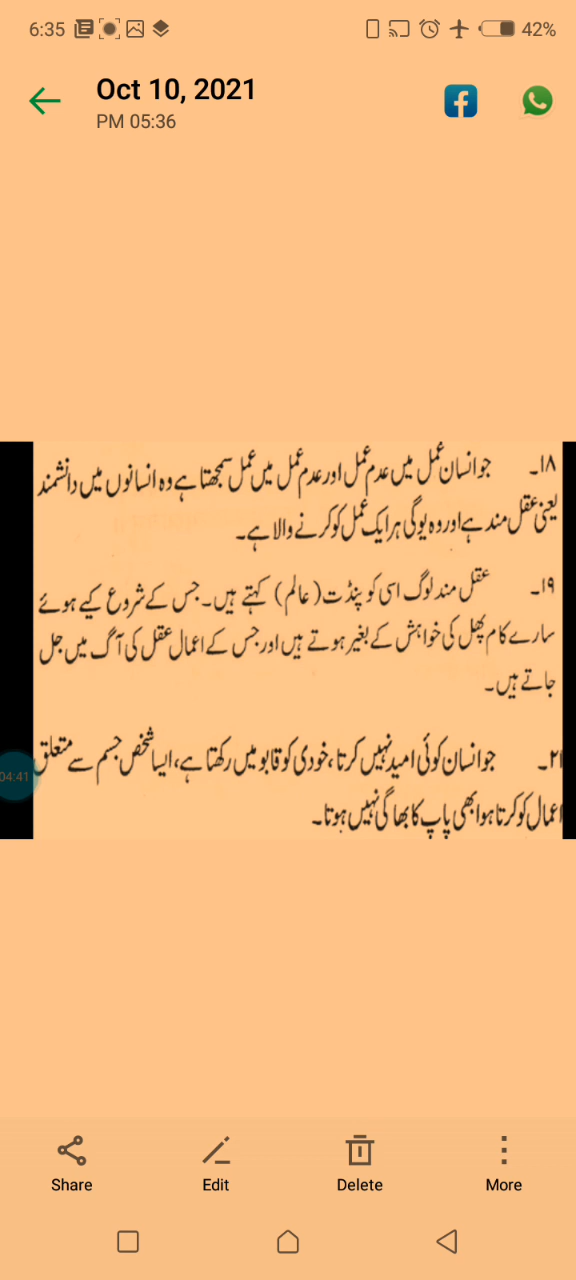 6:35
42%
Oct 10, 2021
PM 05:36
۱۸۔ جو انسان عمل میں عدم عمل اور عدم عمل میں عمل سمجھتا ہے وہ انسانوں میں دانشمند
یعنی عقل مند ہے اور وہ یوگی ہر ایک عمل کو کرنے والا ہے۔
۱۹۔ عقل مند لوگ اسی کو پنڈت (عالم) کہتے ہیں۔ جس کے شروع کیے ہوئے
سارے کام پھل کی خواہش کے بغیر ہوتے ہیں اور جس کے اعمال عقل کی آگ میں جل
جاتے ہیں۔
۲۱۔ جو انسان کوئی امید نہیں کرتا، خودی کو قابو میں رکھتا ہے، ایسا شخص جسم سے متعلق
04:41
اعمال کو کرتا ہوا بھی پاپ کا بھاگی نہیں ہوتا۔
Share
Edit
Delete
More